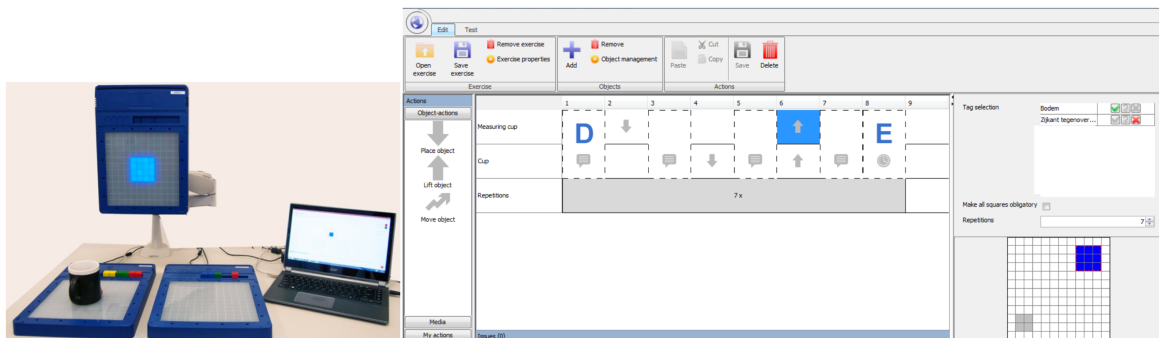 Edit Test
Open exercise
Save exercise
Remove exercise
Exercise properties
Exercise
Add
Remove
Object management
Objects
Paste
Cut
Copy
Save
Delete
Actions
Actions
Object-actions
Place object
Lift object
Move object
Media
My actions
1 2 3 4 5 6 7 8 9
Measuring cup
D
E
Cup
Repetitions
7 x
Issues (0)
Tag selection
Bodem
Zijkant tegenover...
Make all squares obligatory
Repetitions
7